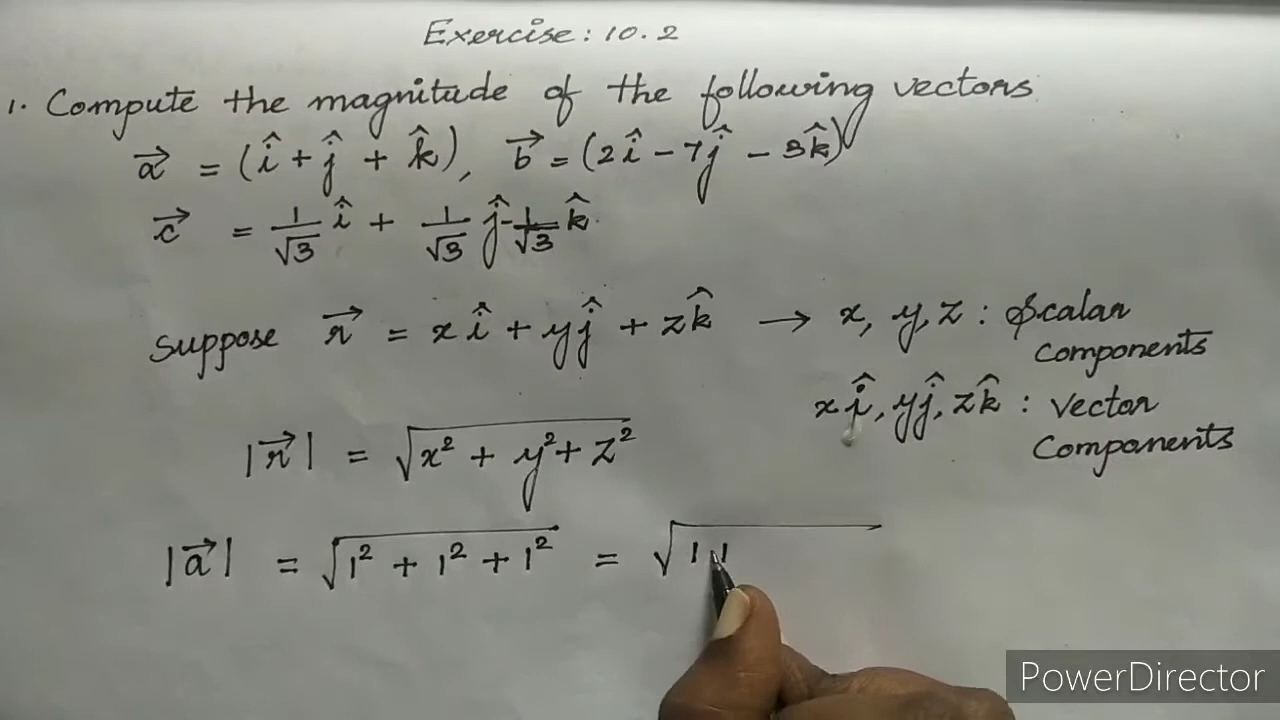 Exercise: 10.2
1. Compute the magnitude of the following vectors
a⃗ = (î + ĵ + k̂), b⃗ = (2î - 7ĵ - 3k̂)
c⃗ = 1/√3 î + 1/√3 ĵ - 1/√3 k̂
Suppose r⃗ = xî + yĵ + zk̂ → x, y, z : Scalar
components
xî, yĵ, zk̂ : vector
Components
|r⃗| = √(x² + y² + z²)
|a⃗| = √(1² + 1² + 1²) = √1 1
PowerDirector